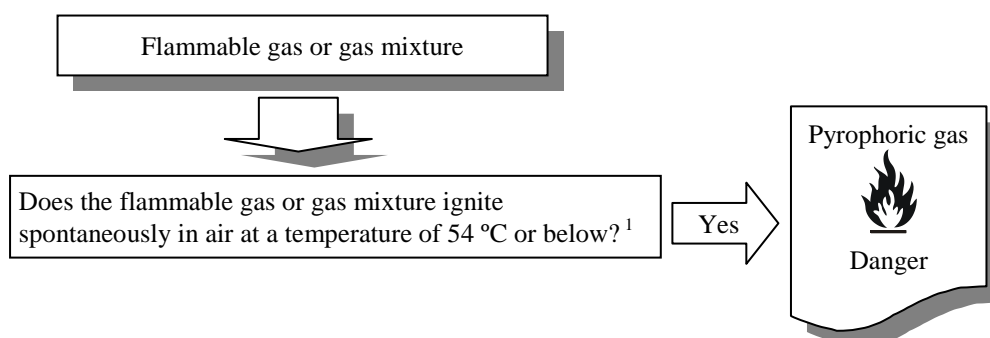 Flammable gas or gas mixture
Does the flammable gas or gas mixture ignite
spontaneously in air at a temperature of 54 ºC or below? 1
Yes
Pyrophoric gas
Danger